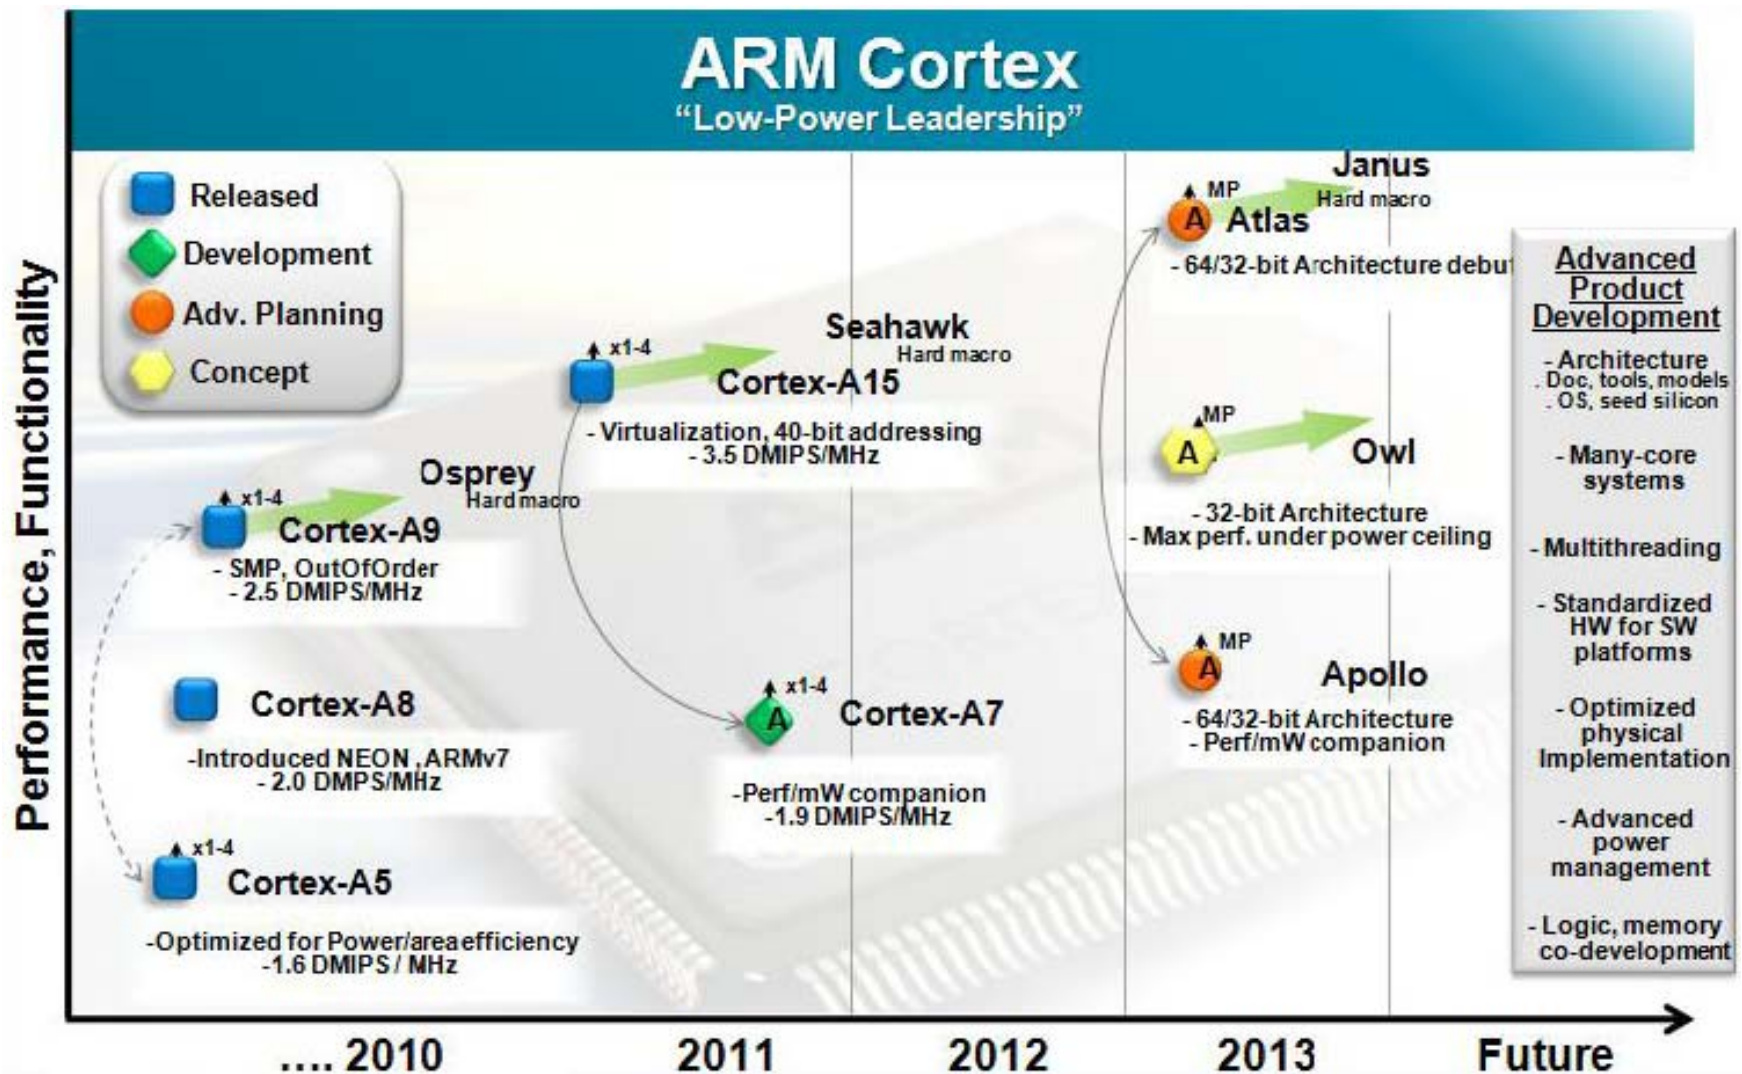 ARM Cortex
“Low-Power Leadership”
Performance, Functionality
Released
Development
Adv. Planning
Concept
x1-4
Osprey
Hard macro
Cortex-A9
- SMP, OutOfOrder
- 2.5 DMIPS/MHz
Cortex-A8
-Introduced NEON ,ARMv7
- 2.0 DMPS/MHz
x1-4
Cortex-A5
-Optimized for Power/area efficiency
-1.6 DMIPS / MHz
x1-4
Seahawk
Hard macro
Cortex-A15
- Virtualization, 40-bit addressing
- 3.5 DMIPS/MHz
x1-4
A
Cortex-A7
-Perf/mW companion
-1.9 DMIPS/MHz
Janus
Hard macro
MP
A
Atlas
- 64/32-bit Architecture debut
MP
A
Owl
- 32-bit Architecture
- Max perf. under power ceiling
MP
A
Apollo
- 64/32-bit Architecture
- Perf/mW companion
Advanced
Product
Development
- Architecture
. Doc, tools, models
. OS, seed silicon
- Many-core
systems
- Multithreading
- Standardized
HW for SW
platforms
- Optimized
physical
Implementation
- Advanced
power
management
- Logic, memory
co-development
.... 2010
2011
2012
2013
Future